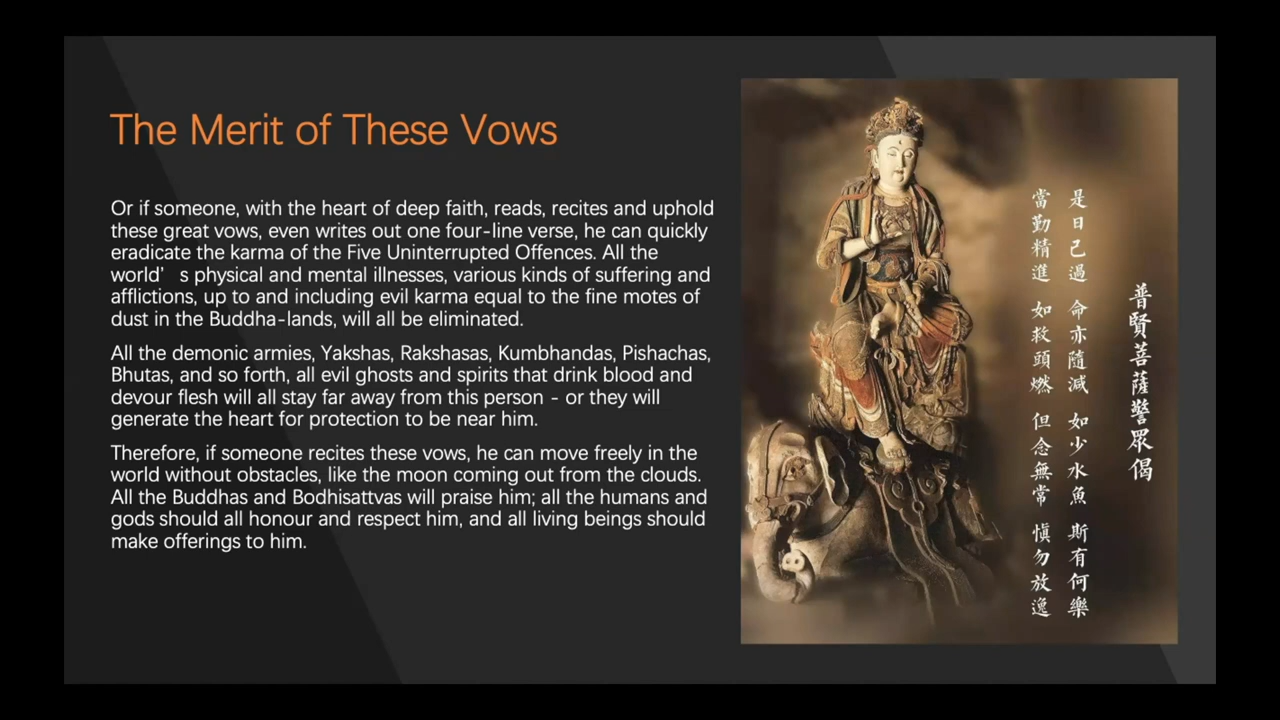 The Merit of These Vows
Or if someone, with the heart of deep faith, reads, recites and uphold
these great vows, even writes out one four-line verse, he can quickly
eradicate the karma of the Five Uninterrupted Offences. All the
world’ s physical and mental illnesses, various kinds of suffering and
afflictions, up to and including evil karma equal to the fine motes of
dust in the Buddha-lands, will all be eliminated.
All the demonic armies, Yakshas, Rakshasas, Kumbhandas, Pishachas,
Bhutas, and so forth, all evil ghosts and spirits that drink blood and
devour flesh will all stay far away from this person - or they will
generate the heart for protection to be near him.
Therefore, if someone recites these vows, he can move freely in the
world without obstacles, like the moon coming out from the clouds.
All the Buddhas and Bodhisattvas will praise him; all the humans and
gods should all honour and respect him, and all living beings should
make offerings to him.
普賢菩薩警眾偈
是日已過 命亦隨減 如少水魚 斯有何樂
當勤精進 如救頭燃 但念無常 慎勿放逸